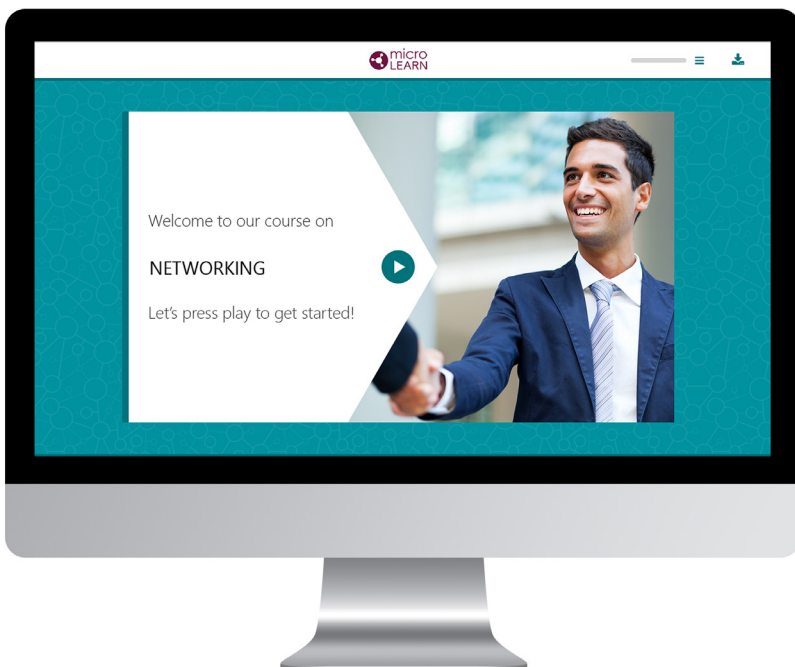 micro
LEARN
Welcome to our course on
NETWORKING
Let's press play to get started!